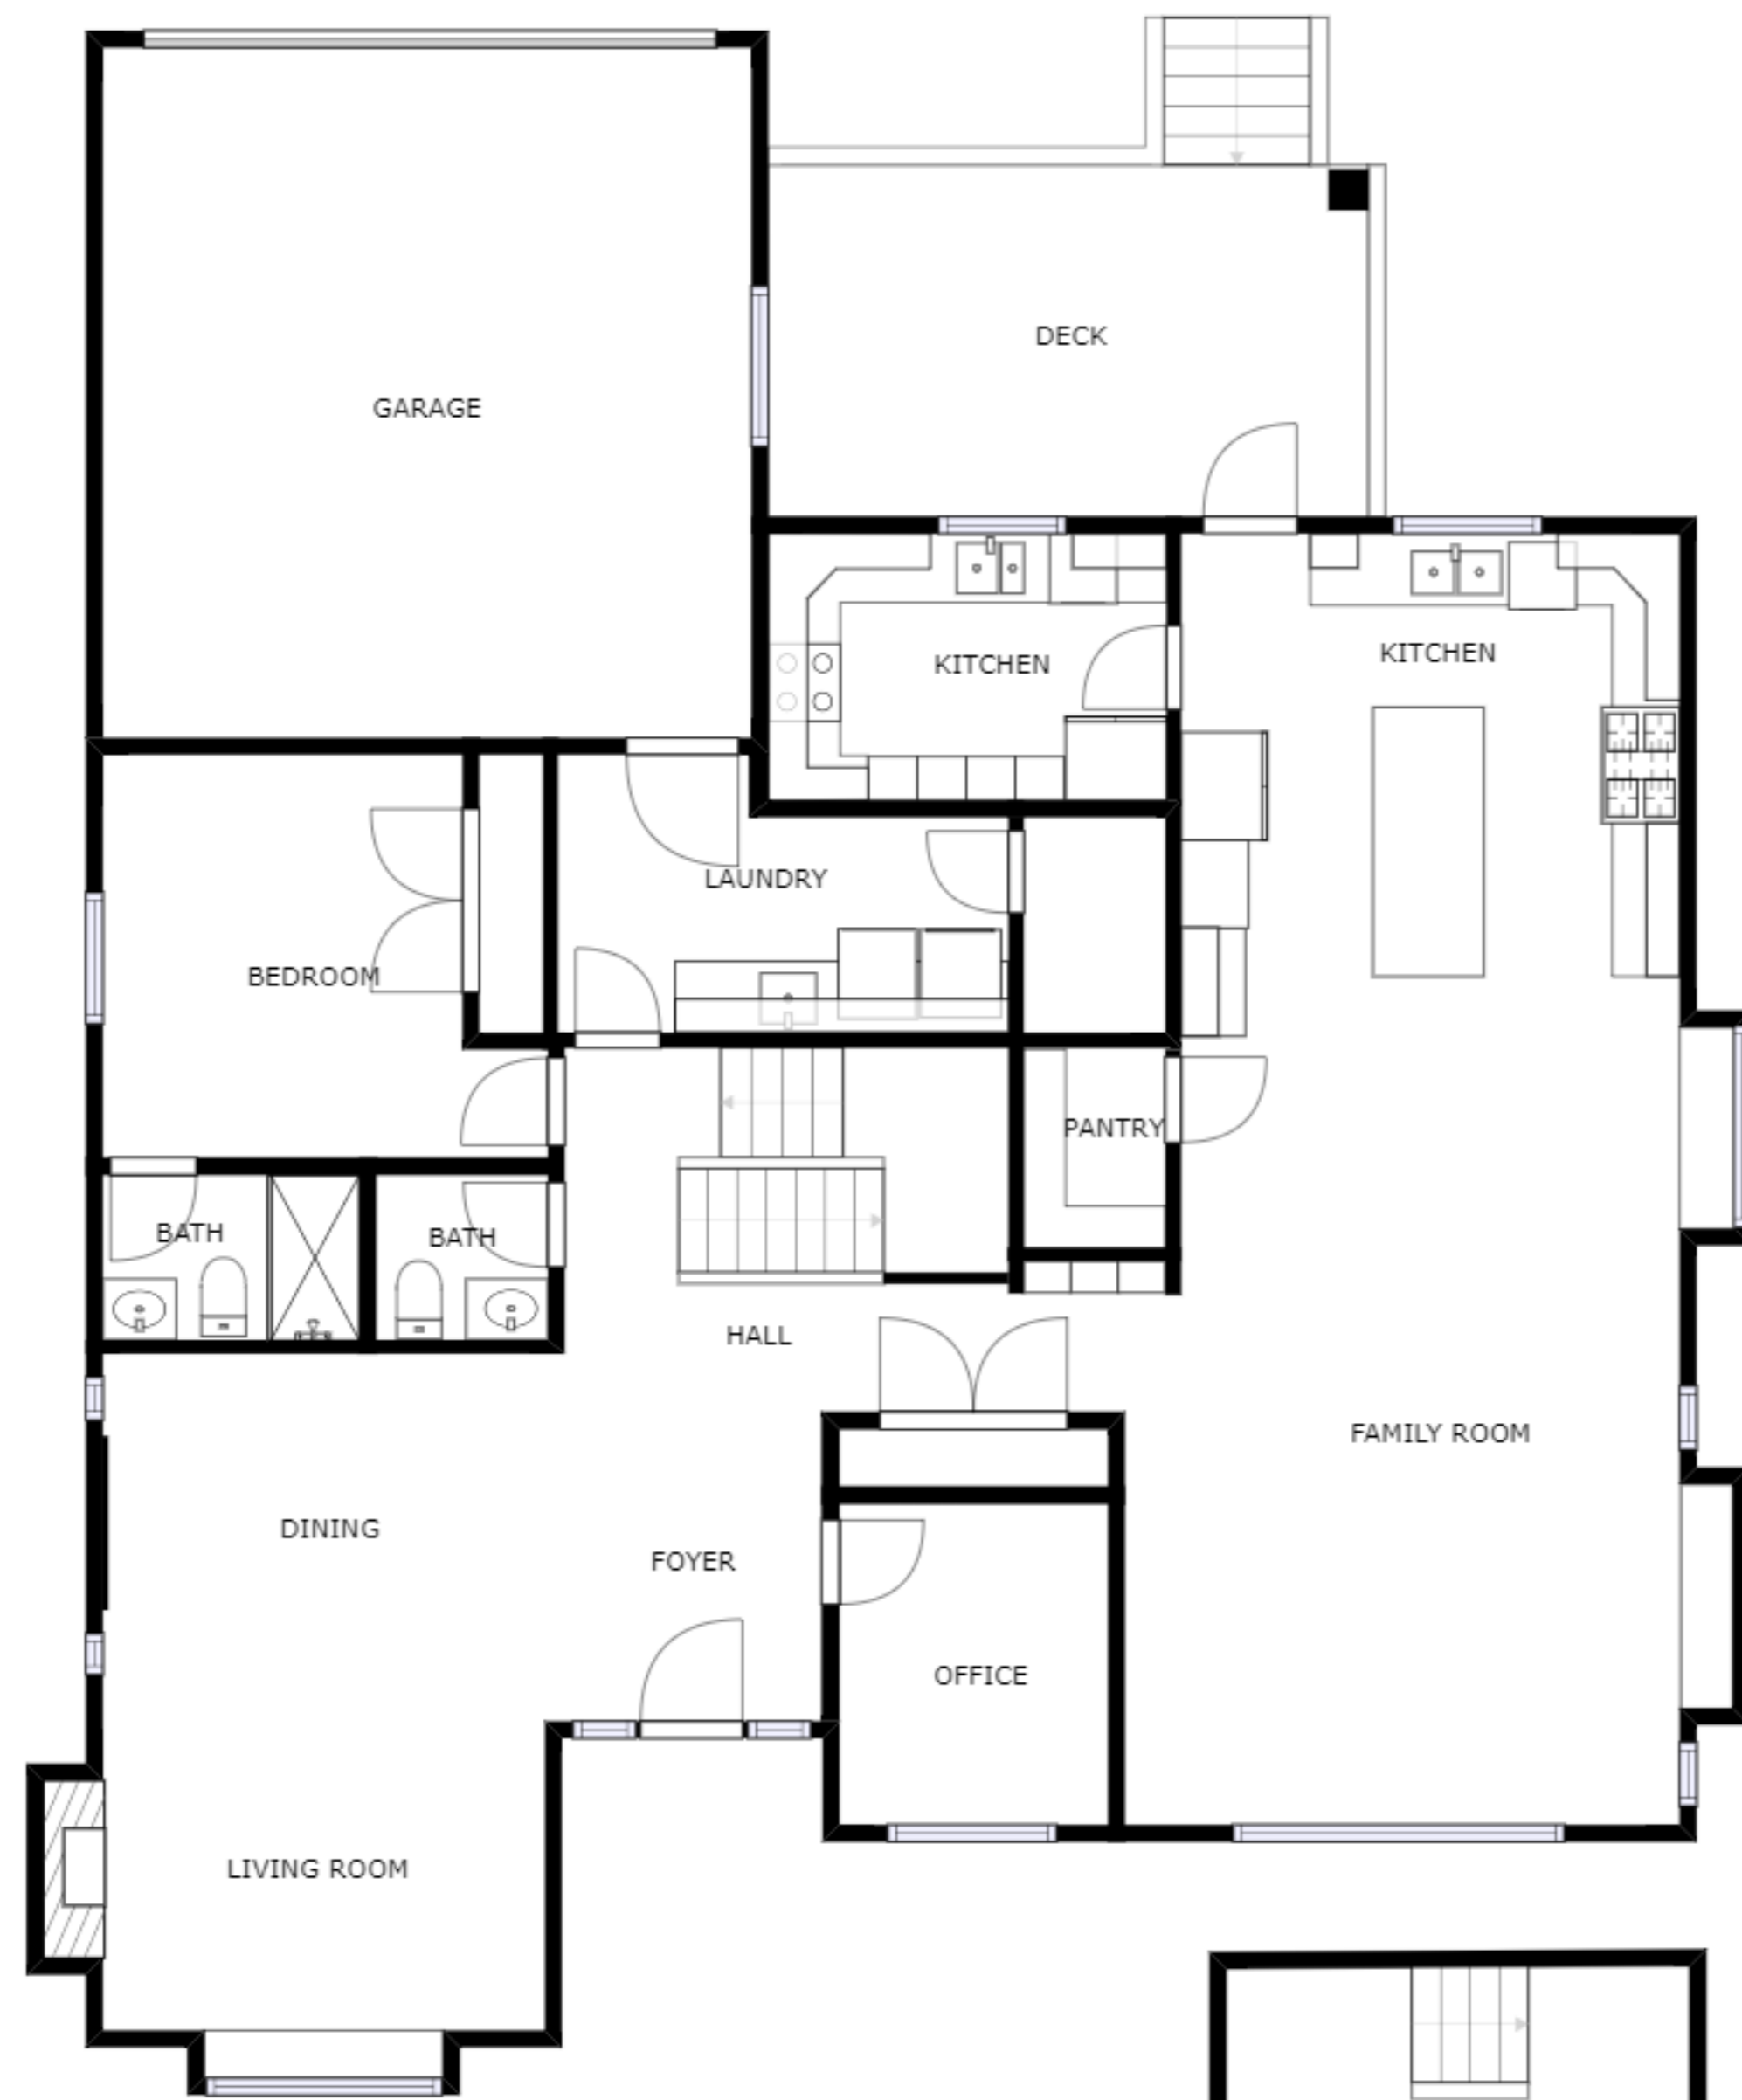 DECK
GARAGE
KITCHEN
KITCHEN
LAUNDRY
BEDROOM
PANTRY
BATH
BATH
HALL
FAMILY ROOM
DINING
FOYER
OFFICE
LIVING ROOM